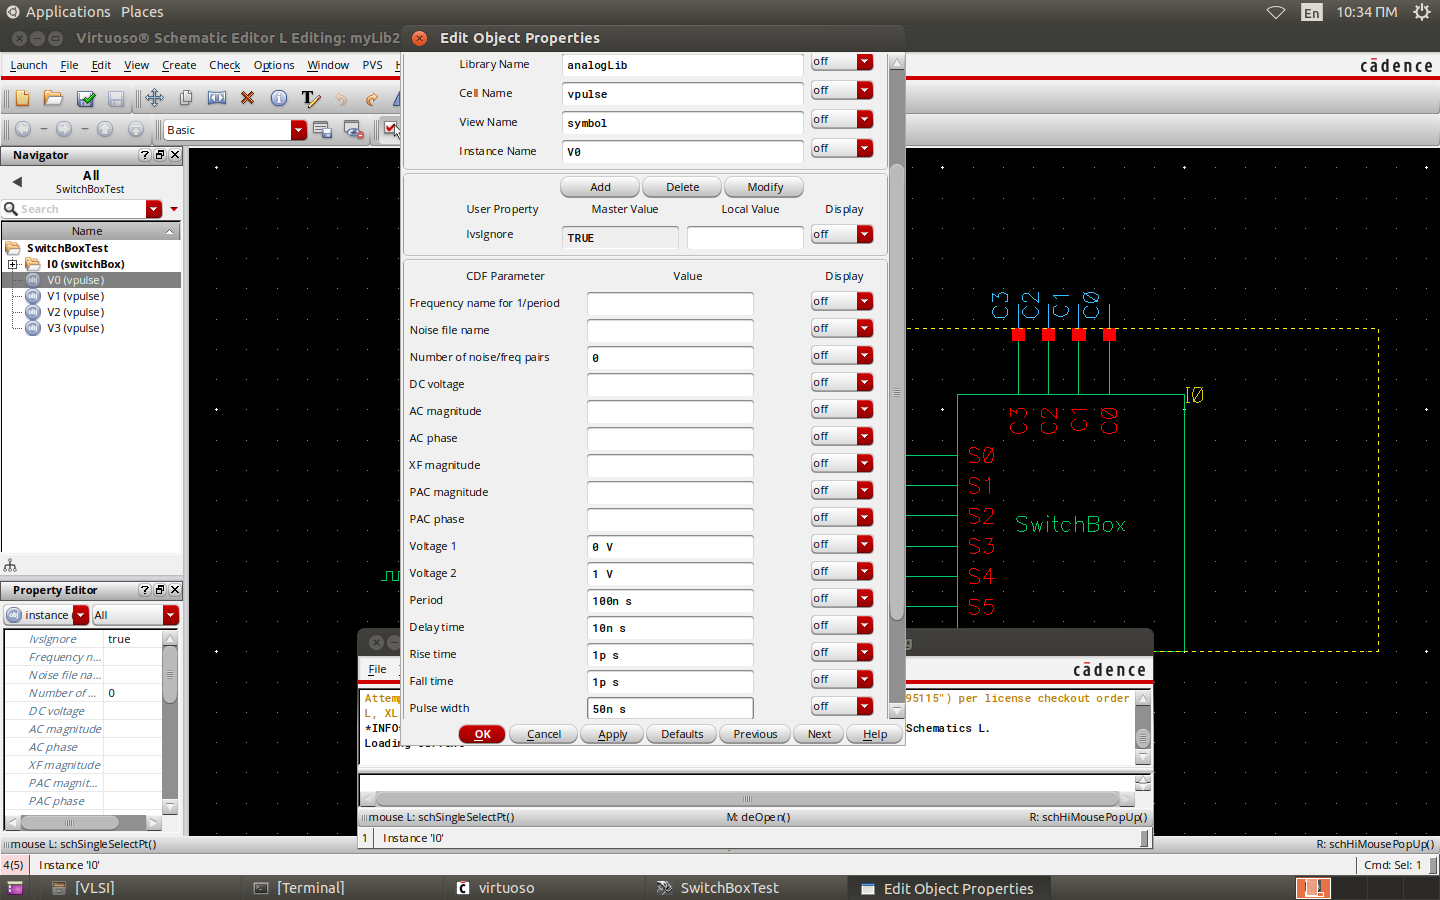 Applications Places
En 10:34 ΠΜ
Virtuoso® Schematic Editor L Editing: myLib2
Edit Object Properties
Launch File Edit View Create Check Options Window PVS
cādence
Basic
Navigator
All
SwitchBoxTest
Search
Name
SwitchBoxTest
I0 (switchBox)
V0 (vpulse)
V1 (vpulse)
V2 (vpulse)
V3 (vpulse)
Property Editor
instance All
lvsIgnore true
Frequency n...
Noise file na...
Number of ... 0
DC voltage
AC magnitude
AC phase
XF magnitude
PAC magnit...
PAC phase
Library Name analogLib off
Cell Name vpulse off
View Name symbol off
Instance Name V0 off
Add Delete Modify
User Property Master Value Local Value Display
lvsIgnore TRUE off
CDF Parameter Value Display
Frequency name for 1/period off
Noise file name off
Number of noise/freq pairs 0 off
DC voltage off
AC magnitude off
AC phase off
XF magnitude off
PAC magnitude off
PAC phase off
Voltage 1 0 V off
Voltage 2 1 V off
Period 100n s off
Delay time 10n s off
Rise time 1p s off
Fall time 1p s off
Pulse width 50n s off
OK Cancel Apply Defaults Previous Next Help
C3 C2 C1 C0
I0
C3 C2 C1 C0
S0
S1
S2
SwitchBox
S3
S4
S5
File
cādence
95115") per license checkout order
L, XL
*INFO* Schematics L.
Loading
mouse L: schSingleSelectPt() M: deOpen() R: schHiMousePopUp()
1 Instance 'I0'
mouse L: schSingleSelectPt() R: schHiMousePopUp()
4(5) Instance 'I0' Cmd: Sel: 1
[VLSI] [Terminal] virtuoso SwitchBoxTest Edit Object Properties